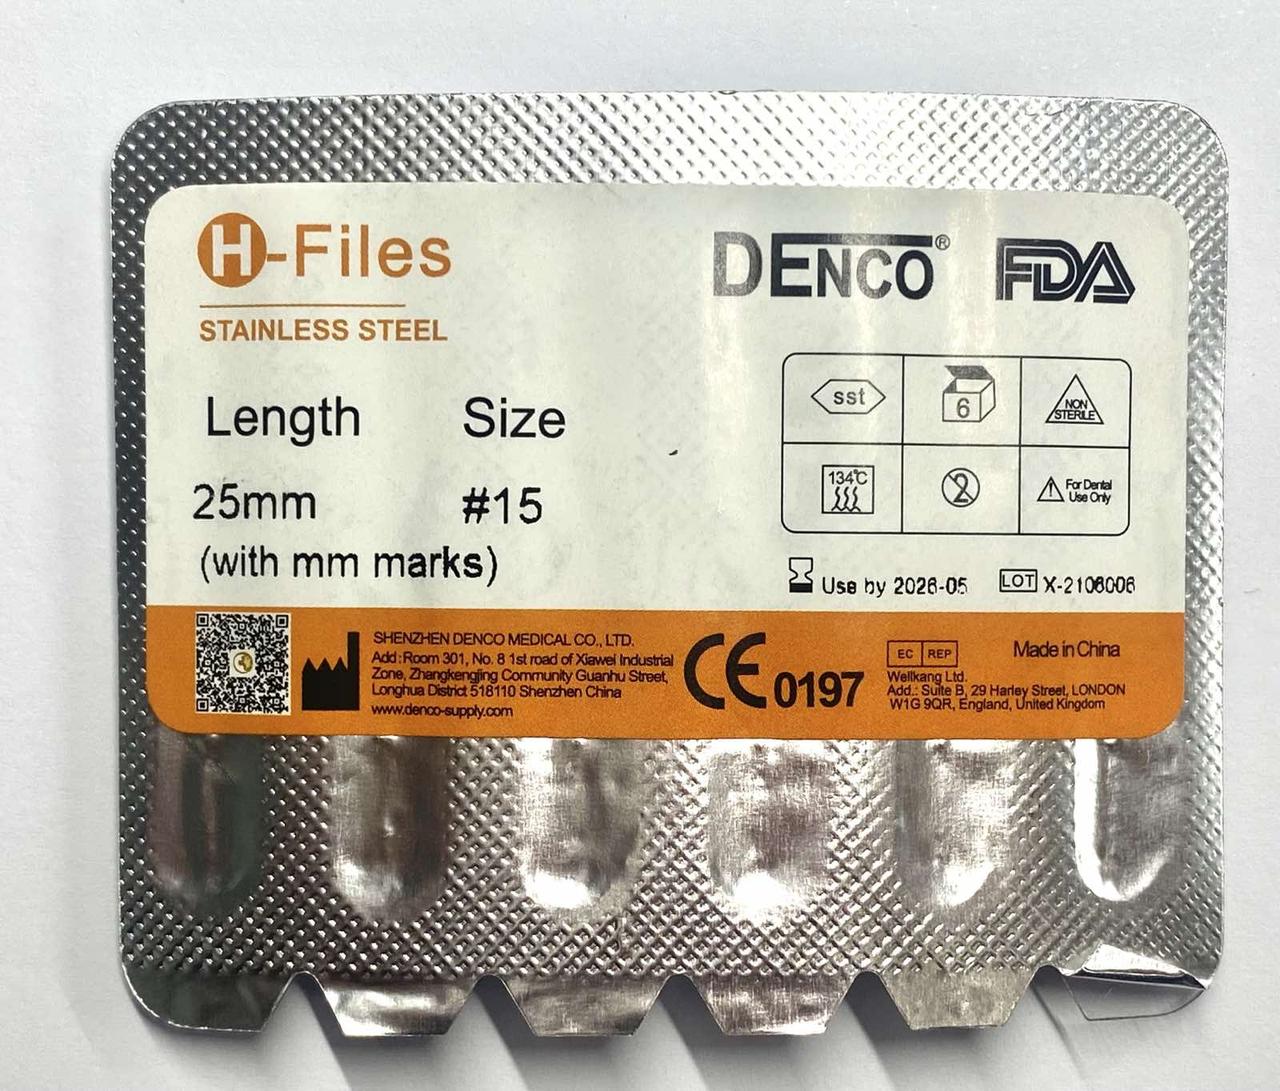 H-Files
STAINLESS STEEL
DENCO® FDA
Length Size
25mm #15
(with mm marks)
sst
6
NON
STERILE
134℃
2
For Dental
Use Only
Use by 2026-05
LOT X-2106006
SHENZHEN DENCO MEDICAL CO., LTD.
Add:Room 301, No. 8 1st road of Xiawei Industrial
Zone, Zhangkengjing Community Guanhu Street,
Longhua District 518110 Shenzhen China
www.denco-supply.com
CE 0197
EC REP
Wellkang Ltd.
Add.: Suite B, 29 Harley Street, LONDON
W1G 9QR, England, United Kingdom
Made in China